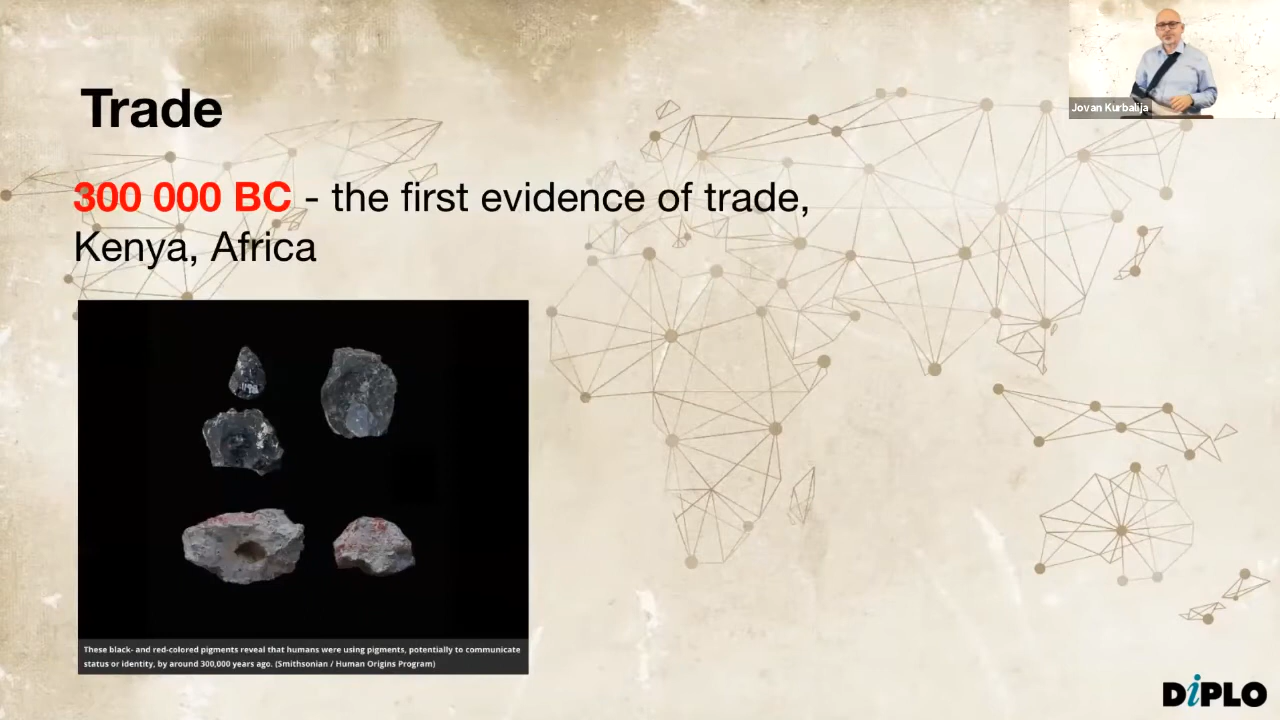 Trade
Jovan Kurbalija
300 000 BC - the first evidence of trade,
Kenya, Africa
These black- and red-colored pigments reveal that humans were using pigments, potentially to communicate
status or identity, by around 300,000 years ago. (Smithsonian / Human Origins Program)
DiPLO